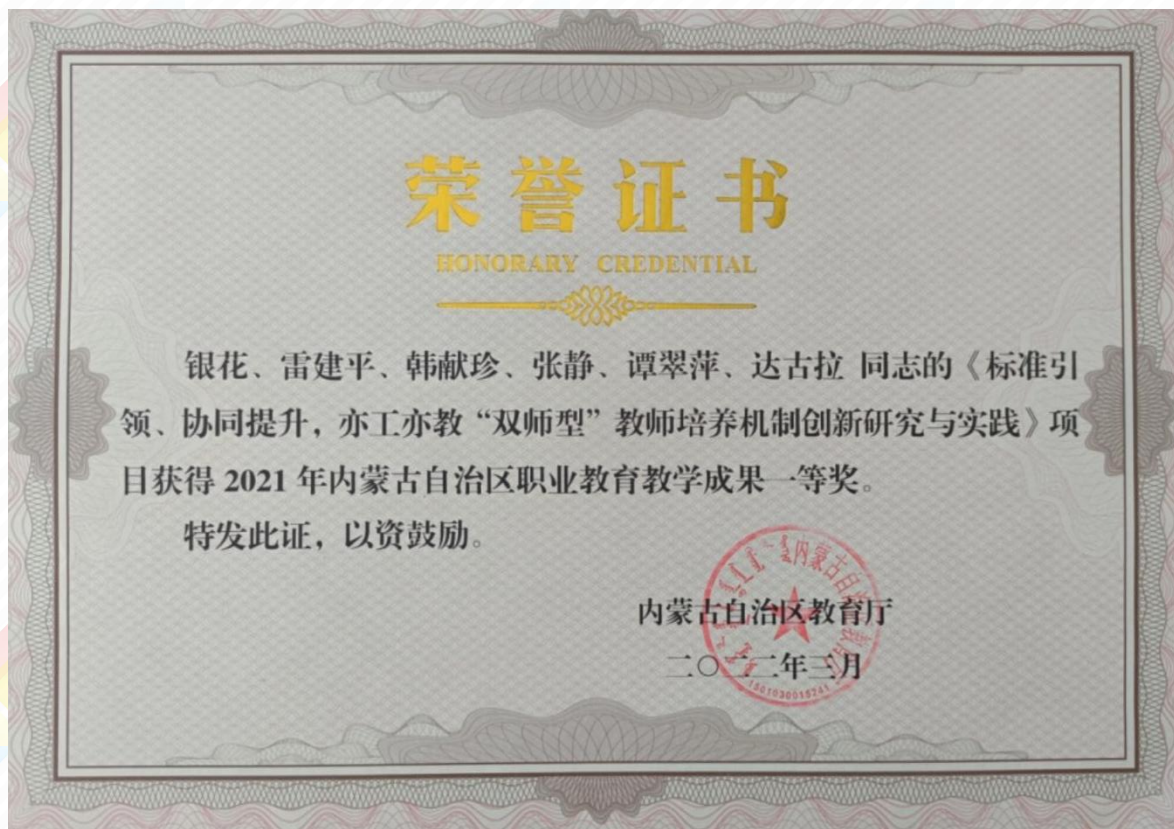 荣誉证书
HONORARY CREDENTIAL
银花、雷建平、韩献珍、张静、谭翠萍、达古拉 同志的《标准引
领、协同提升，亦工亦教“双师型”教师培养机制创新研究与实践》项
目获得 2021 年内蒙古自治区职业教育教学成果一等奖。
特发此证，以资鼓励。
内蒙古自治区教育厅
二〇二二年三月